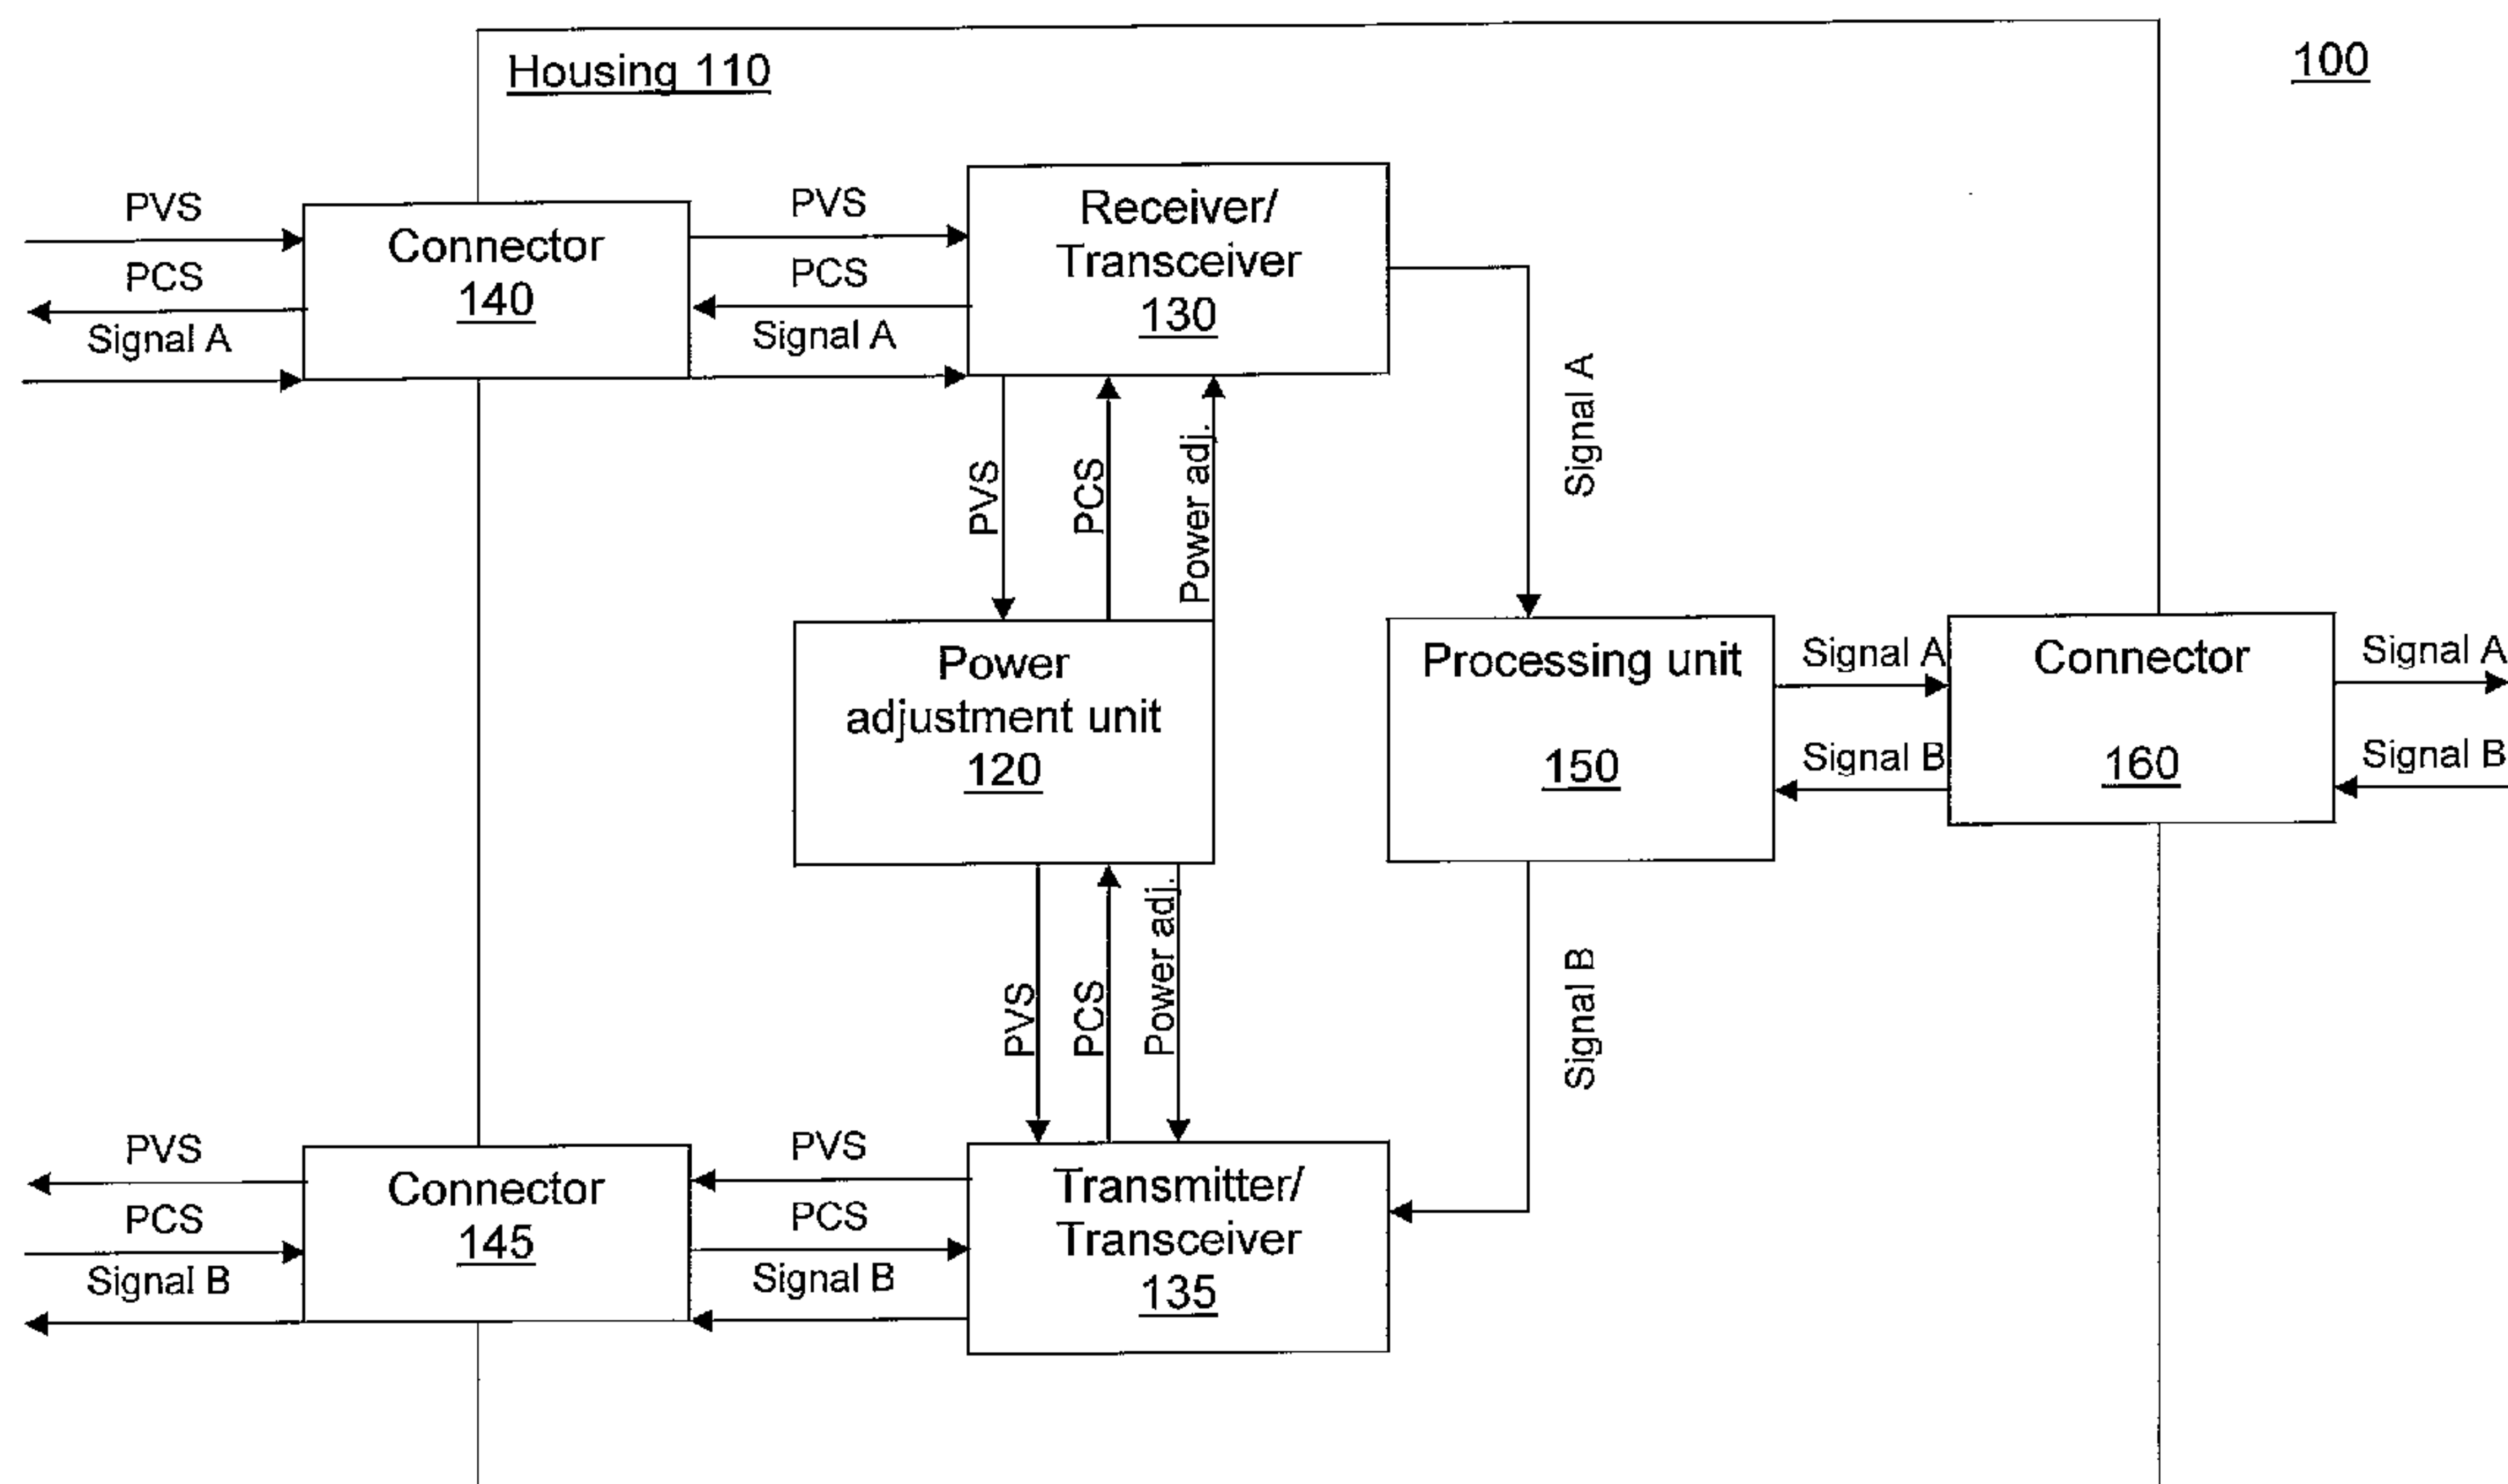 Housing 110
100
PVS
PCS
Signal A
Connector
140
PVS
PCS
Signal A
Receiver/
Transceiver
130
Signal A
PVS
PCS
Power adj.
Power
adjustment unit
120
Processing unit
150
Signal A
Signal B
Connector
160
Signal A
Signal B
PVS
PCS
Power adj.
Signal B
PVS
PCS
Signal B
Connector
145
PVS
PCS
Signal B
Transmitter/
Transceiver
135